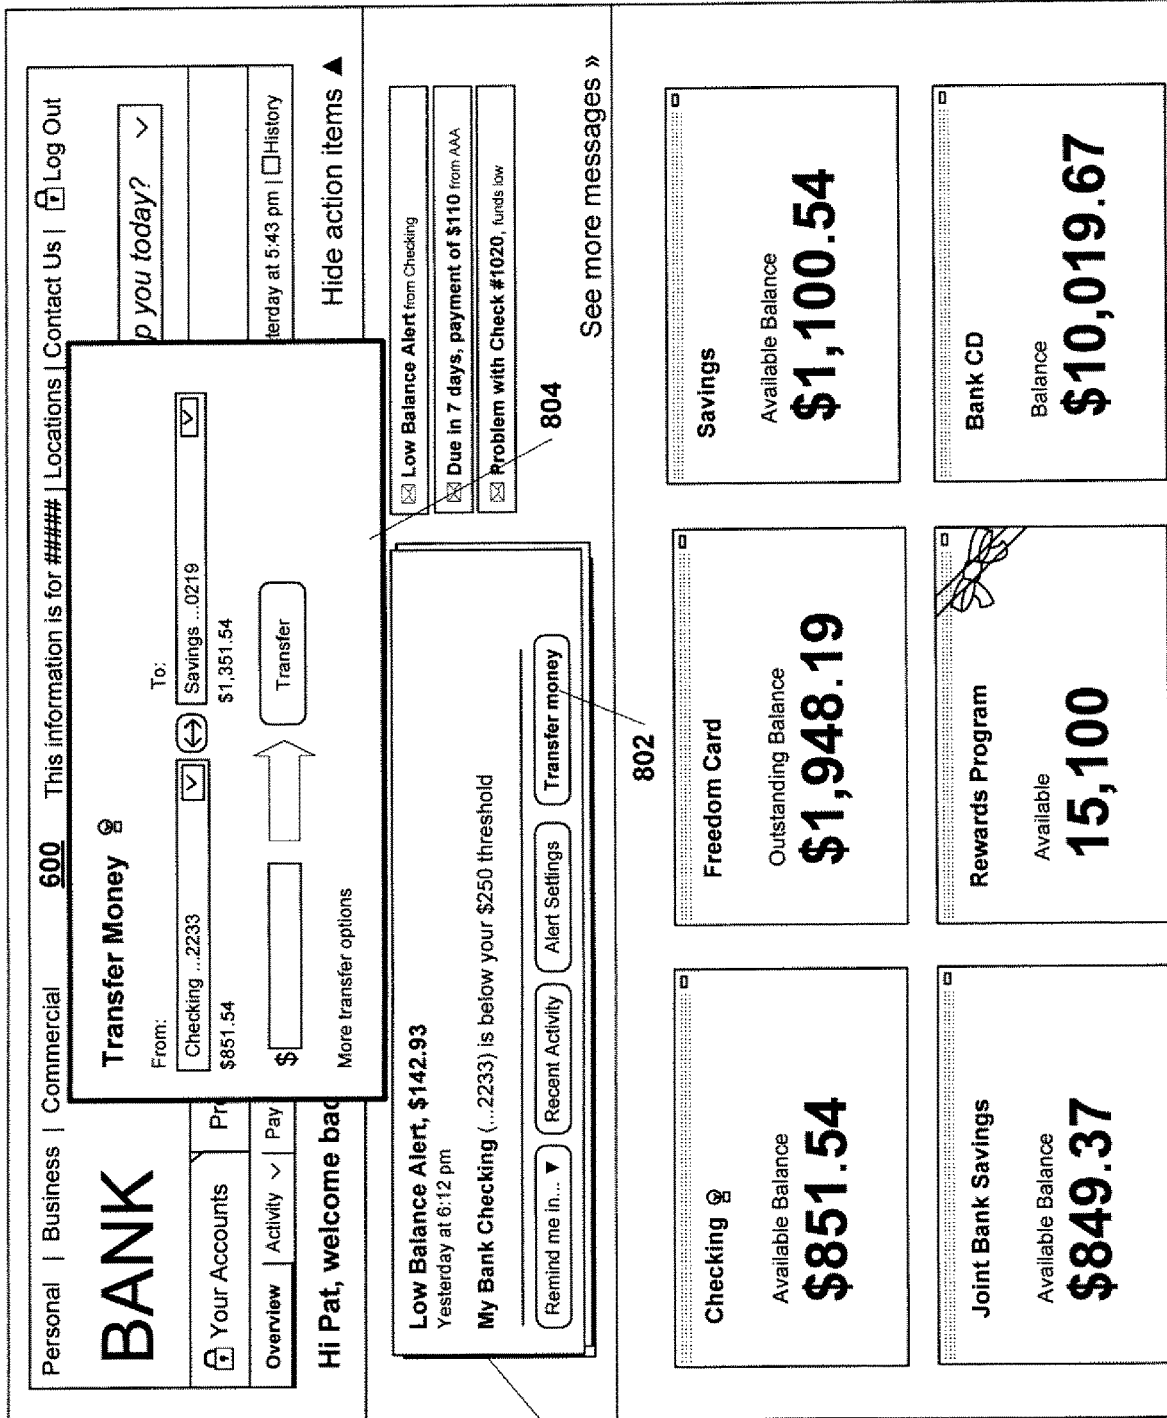 600
Personal | Business | Commercial
This information is for ##### | Locations | Contact Us | Log Out
BANK
p you today?
Your Accounts
Pro
Overview | Activity | Pay
terday at 5:43 pm | History
Hi Pat, welcome bac
Hide action items ▲
Transfer Money
From:
To:
Checking ...2233
Savings ...0219
$851.54
$1,351.54
$
Transfer
More transfer options
804
Low Balance Alert, $142.93
Yesterday at 6:12 pm
My Bank Checking (...2233) is below your $250 threshold
Remind me in... ▼
Recent Activity
Alert Settings
Transfer money
802
Low Balance Alert from Checking
Due in 7 days, payment of $110 from AAA
Problem with Check #1020, funds low
See more messages »
Checking
Available Balance
$851.54
Freedom Card
Outstanding Balance
$1,948.19
Savings
Available Balance
$1,100.54
Joint Bank Savings
Available Balance
$849.37
Rewards Program
Available
15,100
Bank CD
Balance
$10,019.67